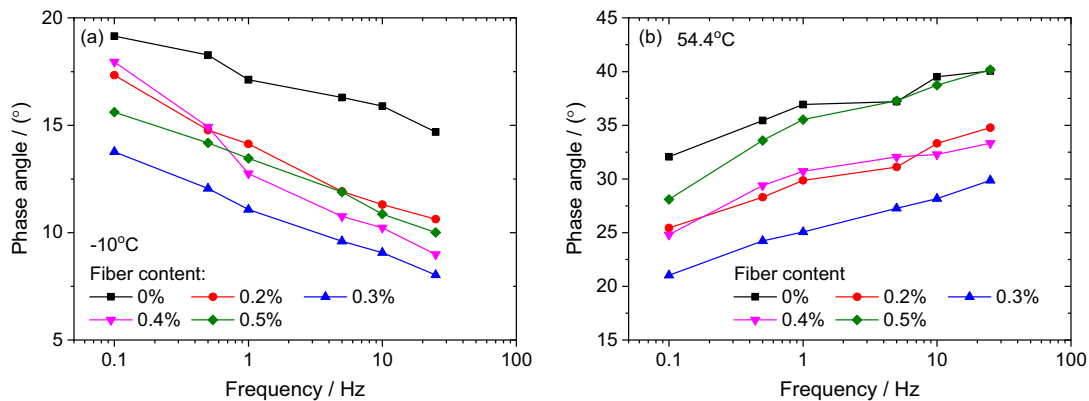 (a)
20
15
10
5
Phase angle / (°)
-10°C
Fiber content:
0% 0.2% 0.3%
0.4% 0.5%
0.1 1 10 100
Frequency / Hz
(b) 54.4°C
45
40
35
30
25
20
15
Phase angle / (°)
Fiber content
0% 0.2% 0.3%
0.4% 0.5%
0.1 1 10 100
Frequency / Hz